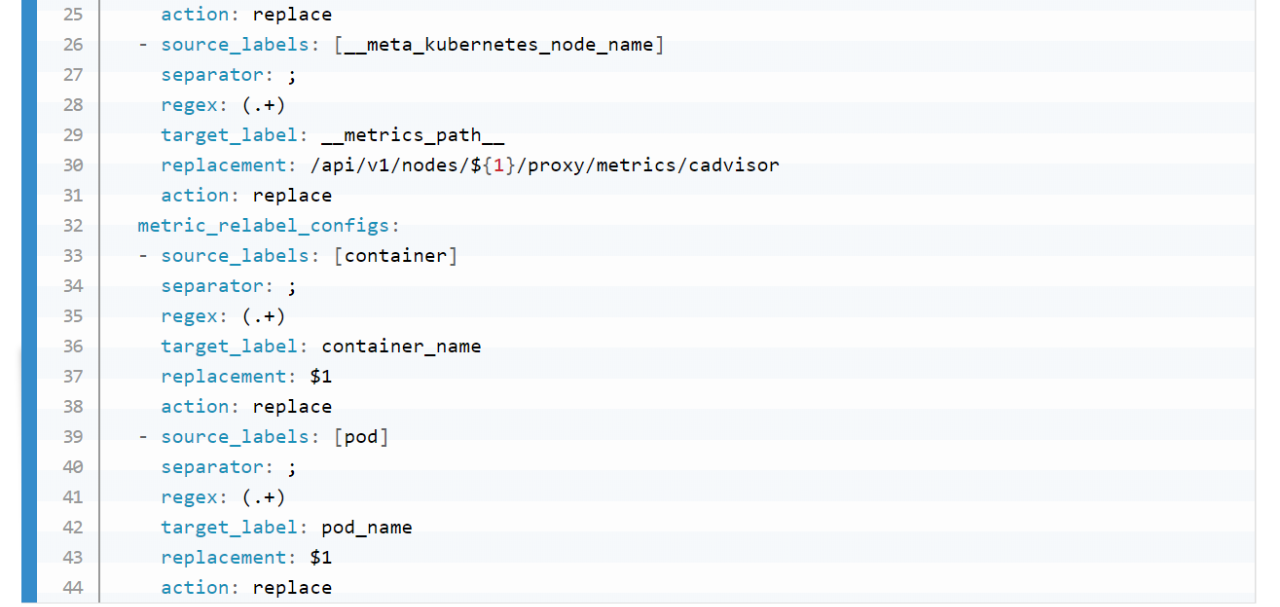 25 action: replace
26 - source_labels: [__meta_kubernetes_node_name]
27 separator: ;
28 regex: (.+)
29 target_label: __metrics_path__
30 replacement: /api/v1/nodes/${1}/proxy/metrics/cadvisor
31 action: replace
32 metric_relabel_configs:
33 - source_labels: [container]
34 separator: ;
35 regex: (.+)
36 target_label: container_name
37 replacement: $1
38 action: replace
39 - source_labels: [pod]
40 separator: ;
41 regex: (.+)
42 target_label: pod_name
43 replacement: $1
44 action: replace